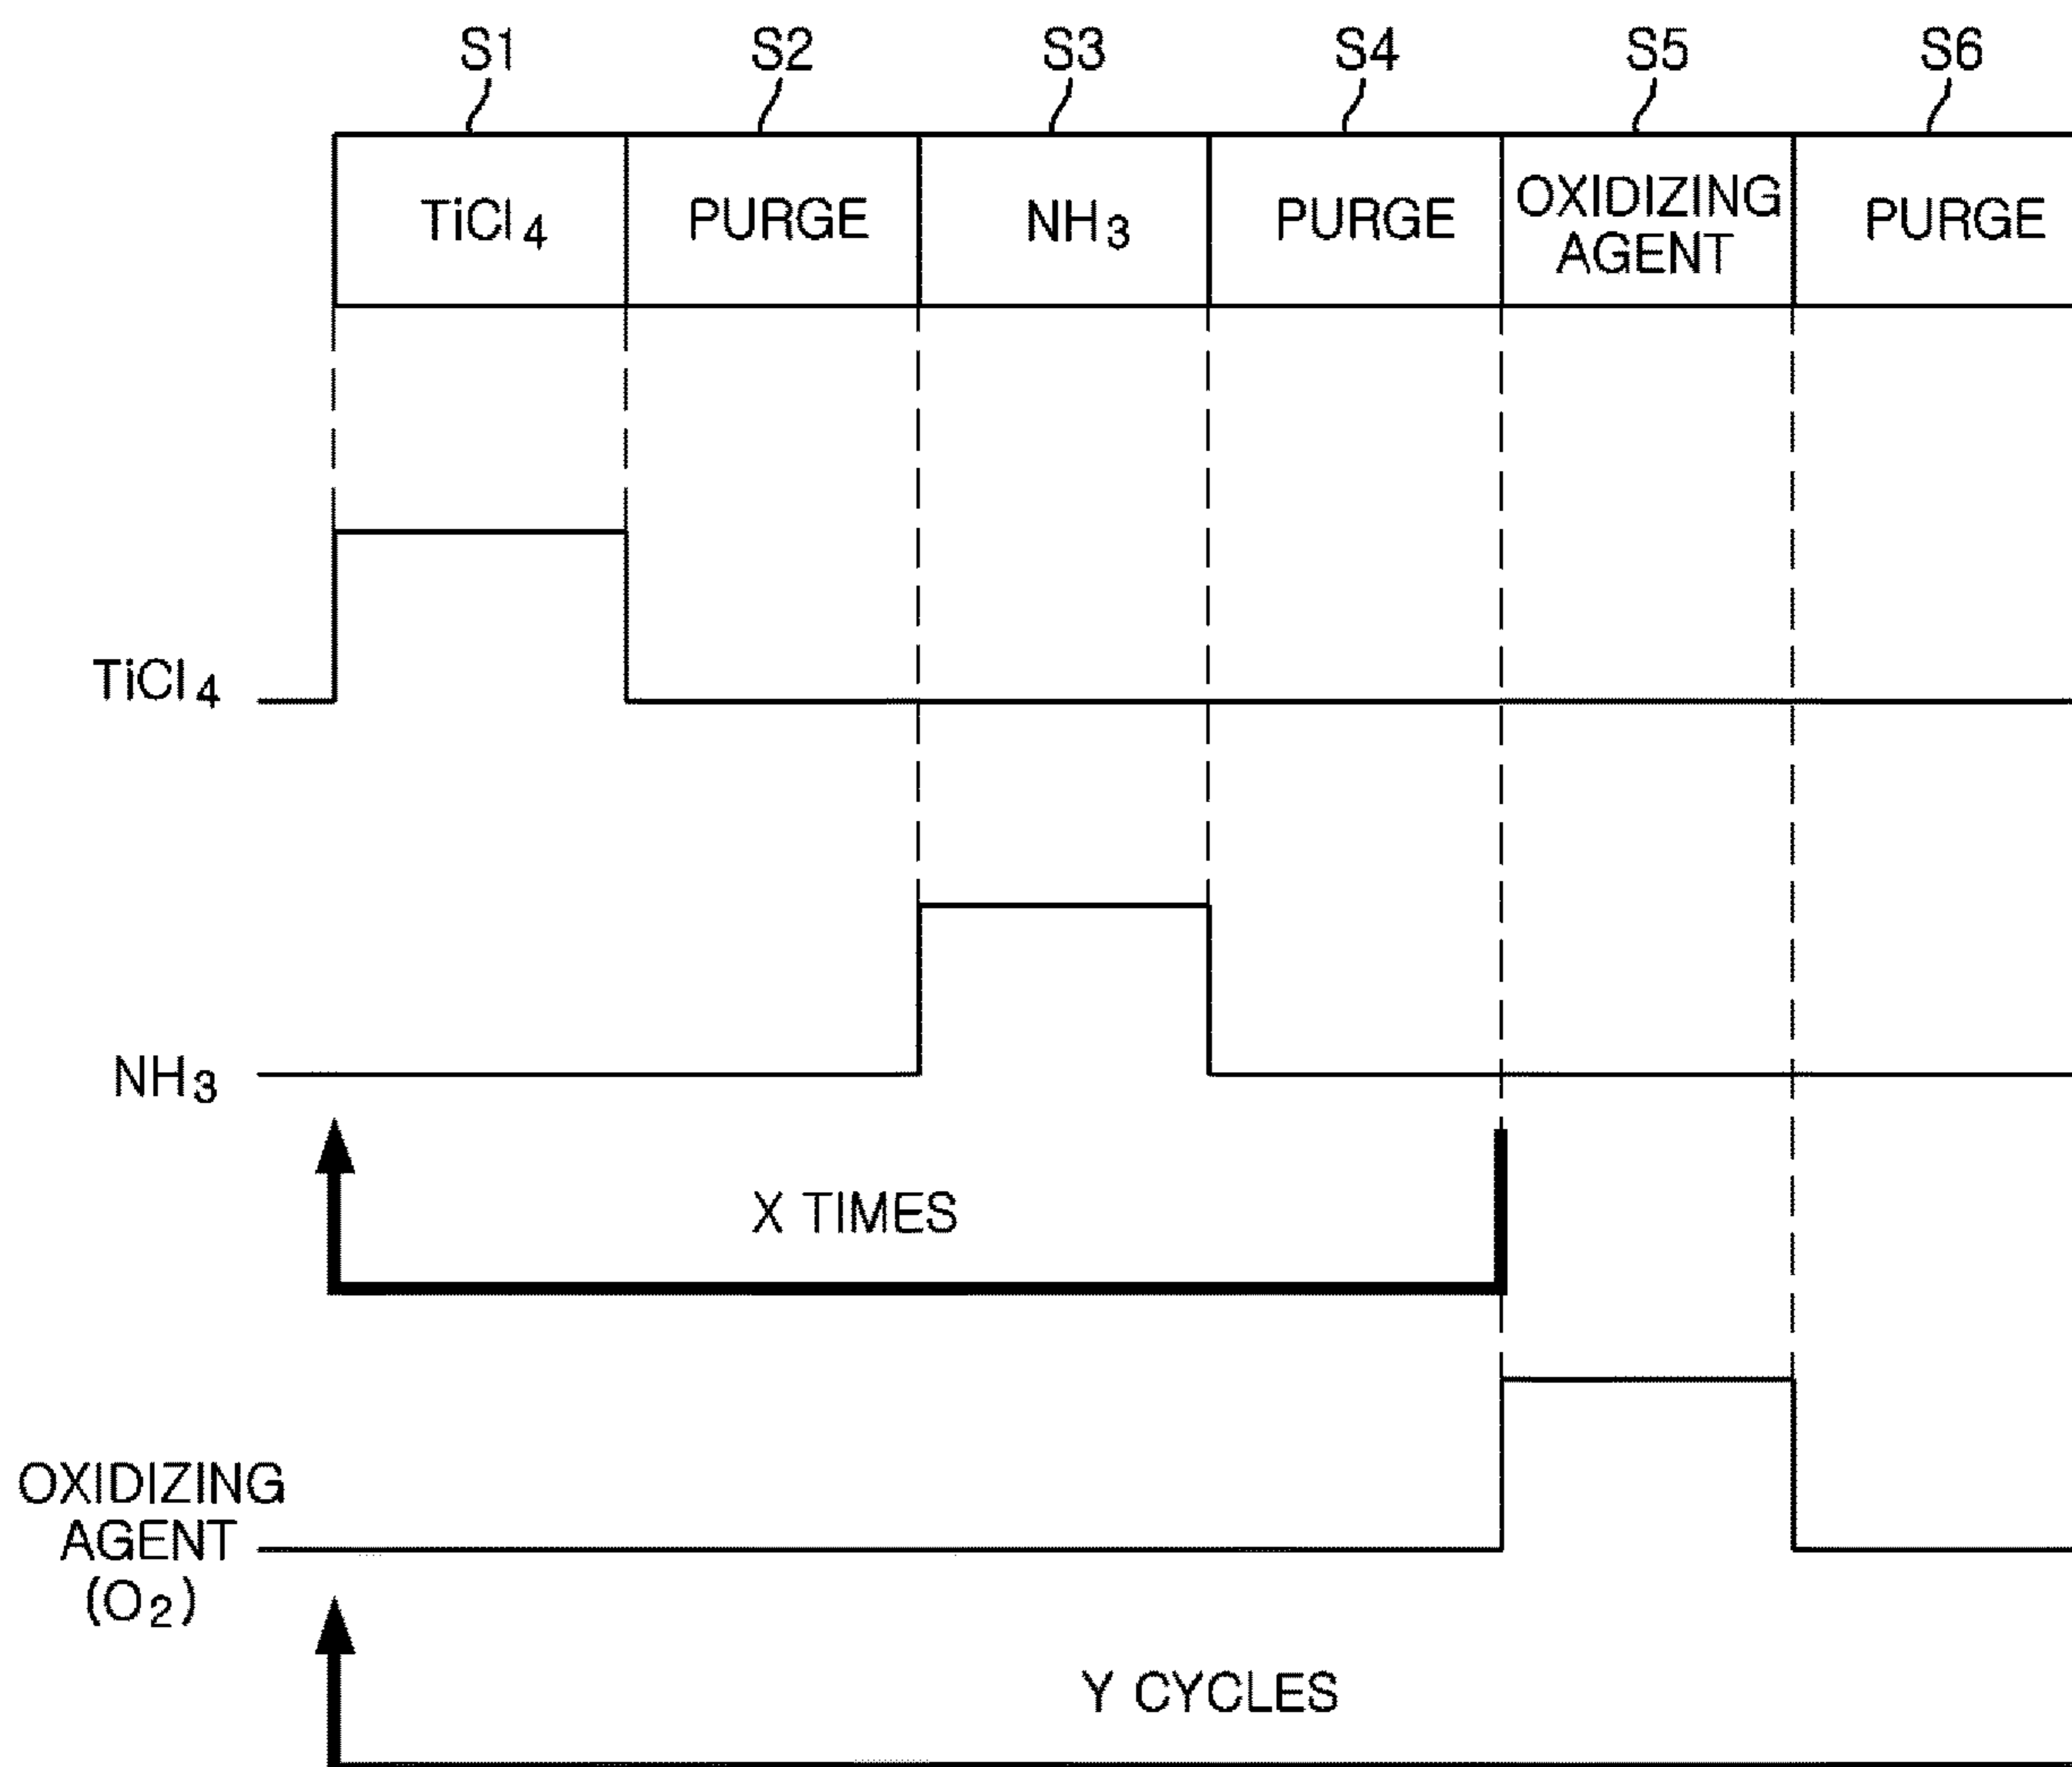 S1 S2 S3 S4 S5 S6
TiCl4 PURGE NH3 PURGE OXIDIZING AGENT PURGE
TiCl4
NH3
X TIMES
OXIDIZING
AGENT
(O2)
Y CYCLES